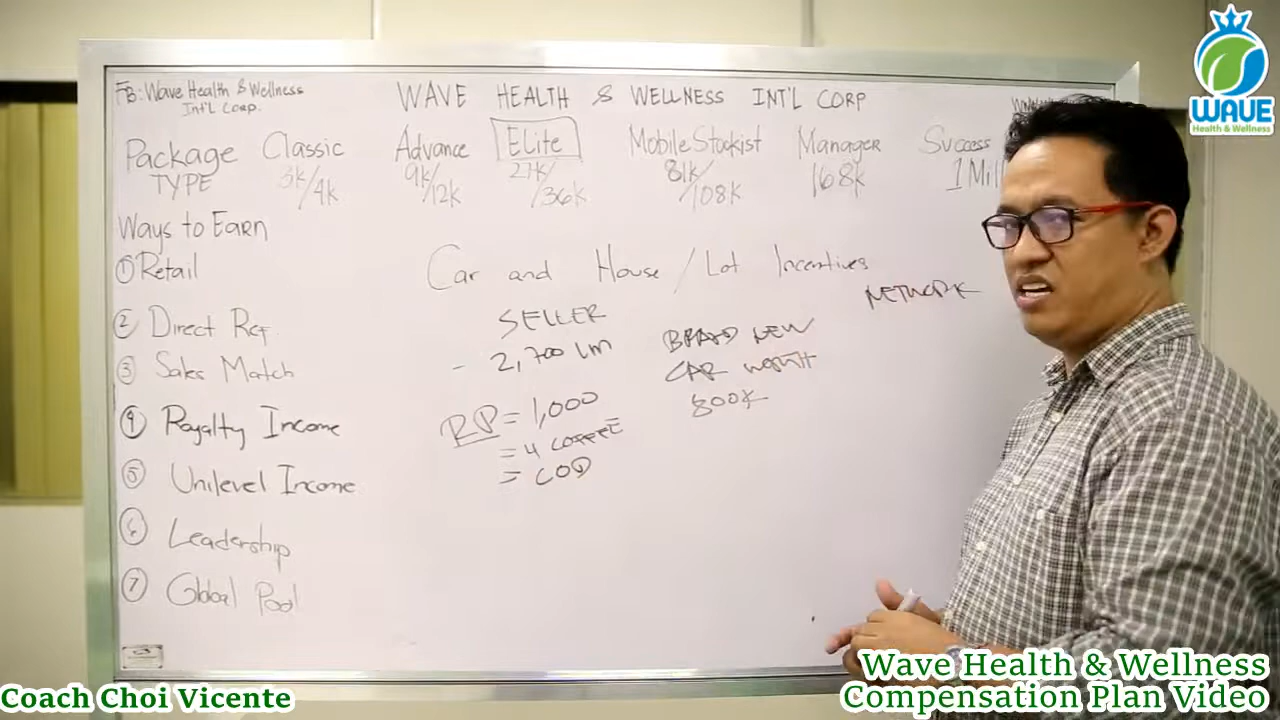 FB: Wave Health & Wellness
Int'l Corp.
WAVE HEALTH & WELLNESS INT'L CORP
WAVE
Health & Wellness
Package TYPE
Classic 3k/4k
Advance 9k/12k
ELite 27k/36k
Mobile Stockist 81k/108k
Manager 168k
Success 1 Mill
Ways to Earn
① Retail
Car and House / Lot Incentives
NETWORK
② Direct Ref.
SELLER
BRAND NEW
③ Sales Match
2,700 
CAR WORTH
800K
④ Royalty Income
RP = 1,000
= 4 COFFEE
= COD
⑤ Unilevel Income
⑥ Leadership
⑦ Global Pool
Coach Choi Vicente
Wave Health & Wellness
Compensation Plan Video